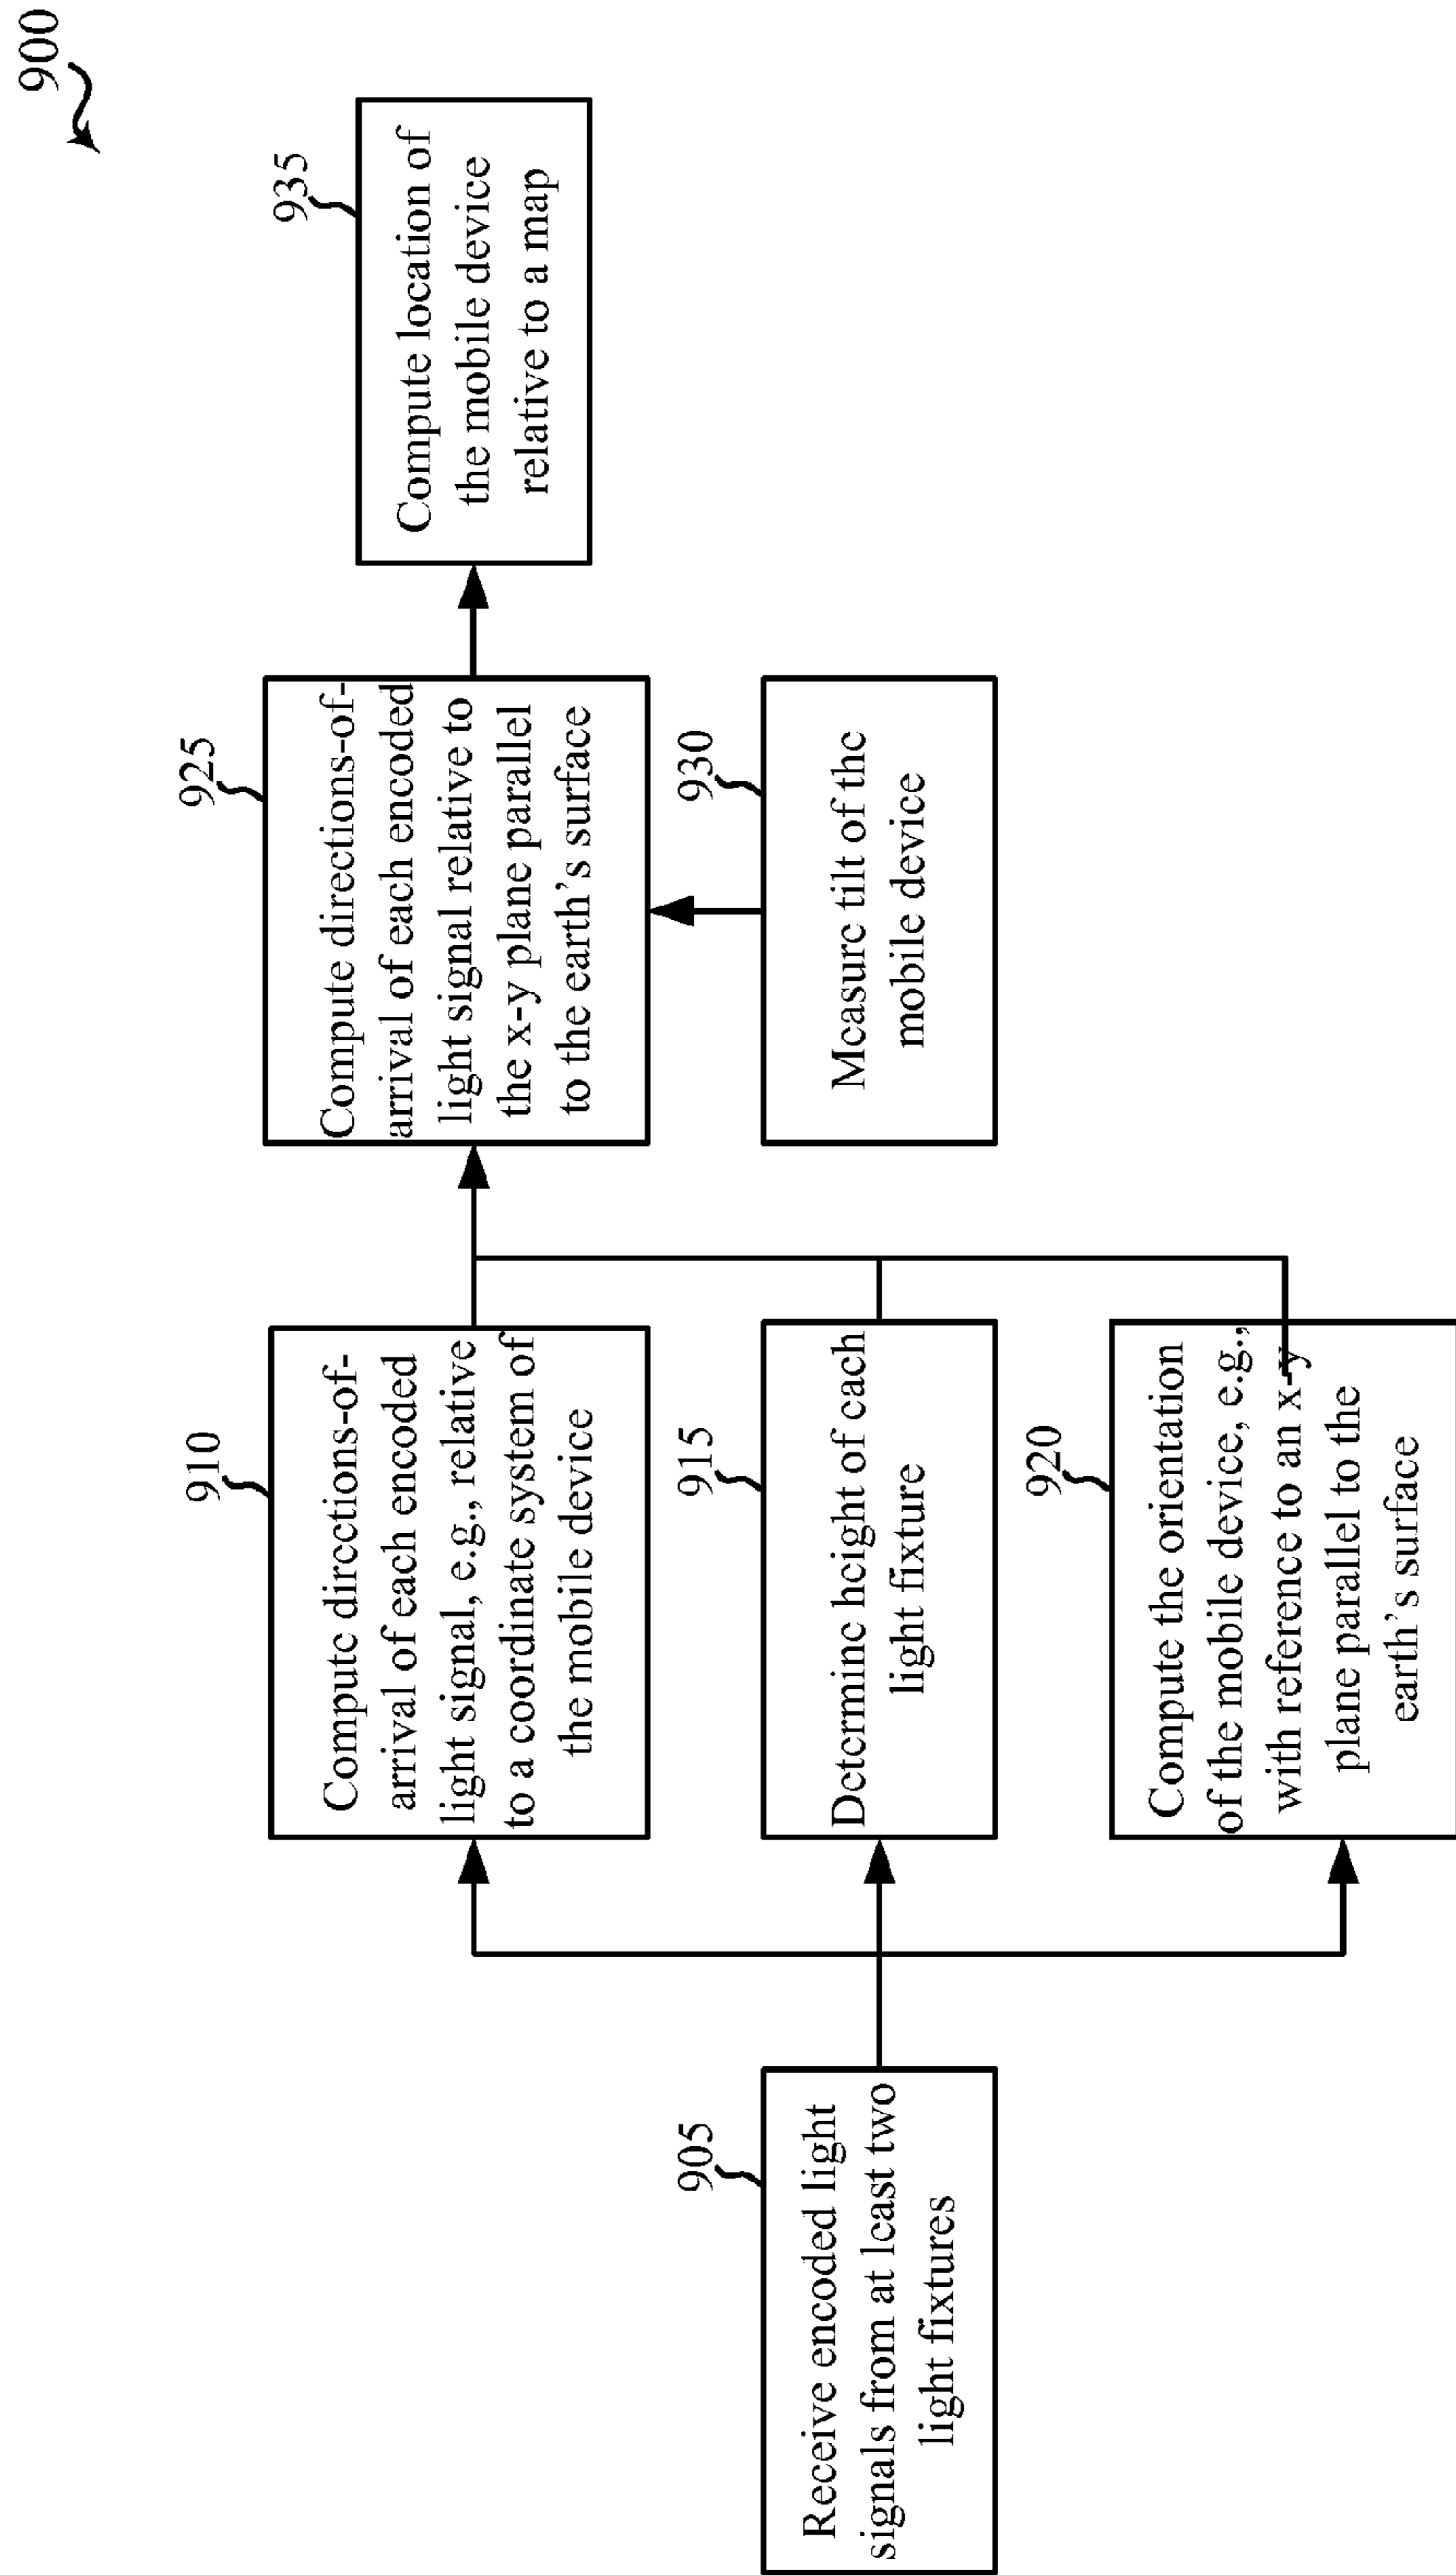 900
905
Receive encoded light
signals from at least two
light fixtures
910
Compute directions-of-
arrival of each encoded
light signal, e.g., relative
to a coordinate system of
the mobile device
915
Determine height of each
light fixture
920
Compute the orientation
of the mobile device, e.g.,
with reference to an x-y
plane parallel to the
earth's surface
925
Compute directions-of-
arrival of each encoded
light signal relative to
the x-y plane parallel
to the earth's surface
930
Measure tilt of the
mobile device
935
Compute location of
the mobile device
relative to a map